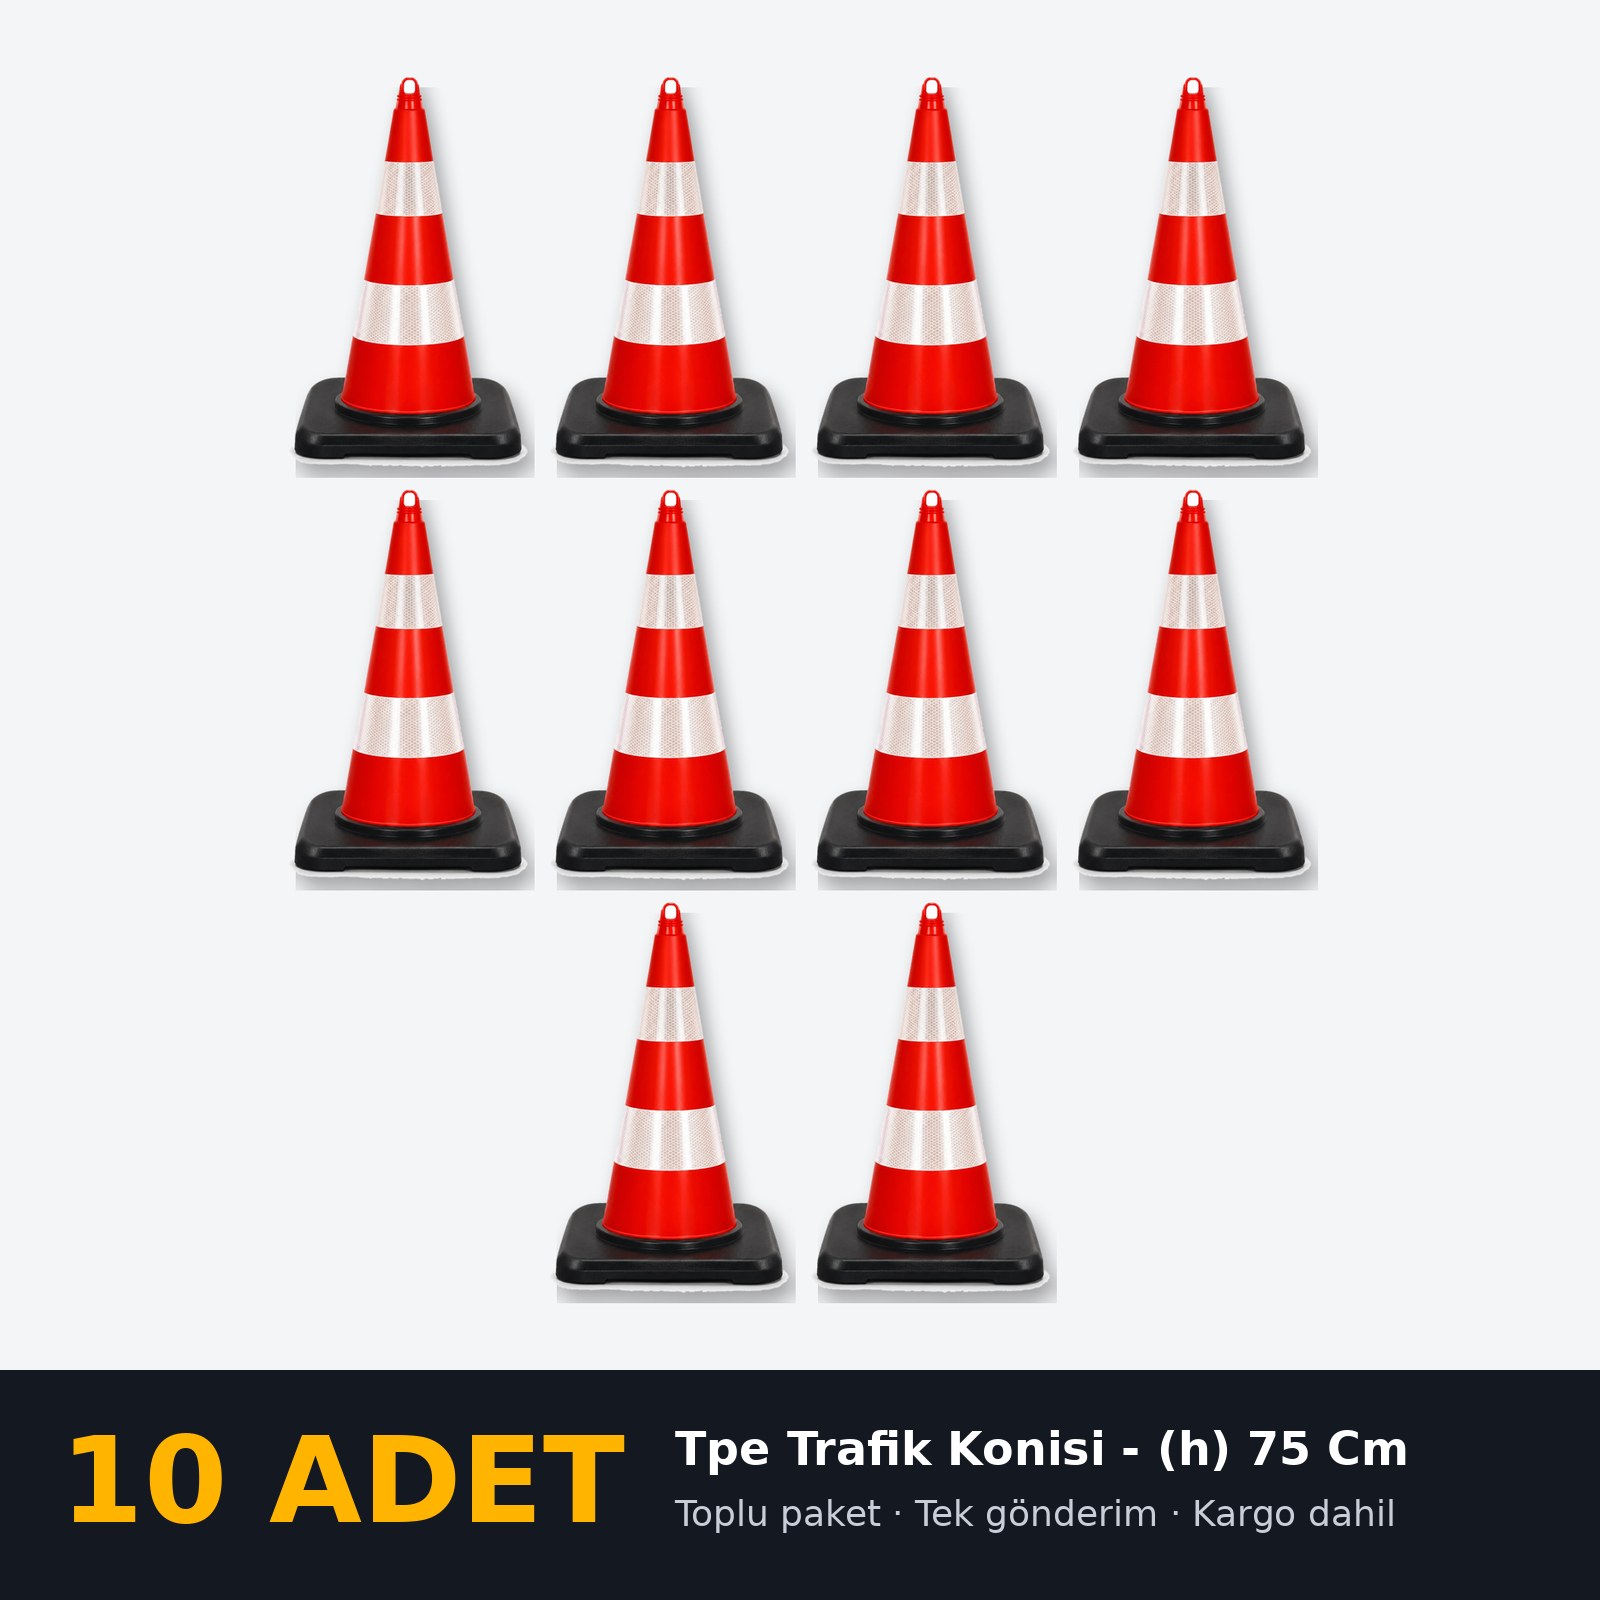 10 ADET
Tpe Trafik Konisi - (h) 75 Cm
Toplu paket · Tek gönderim · Kargo dahil